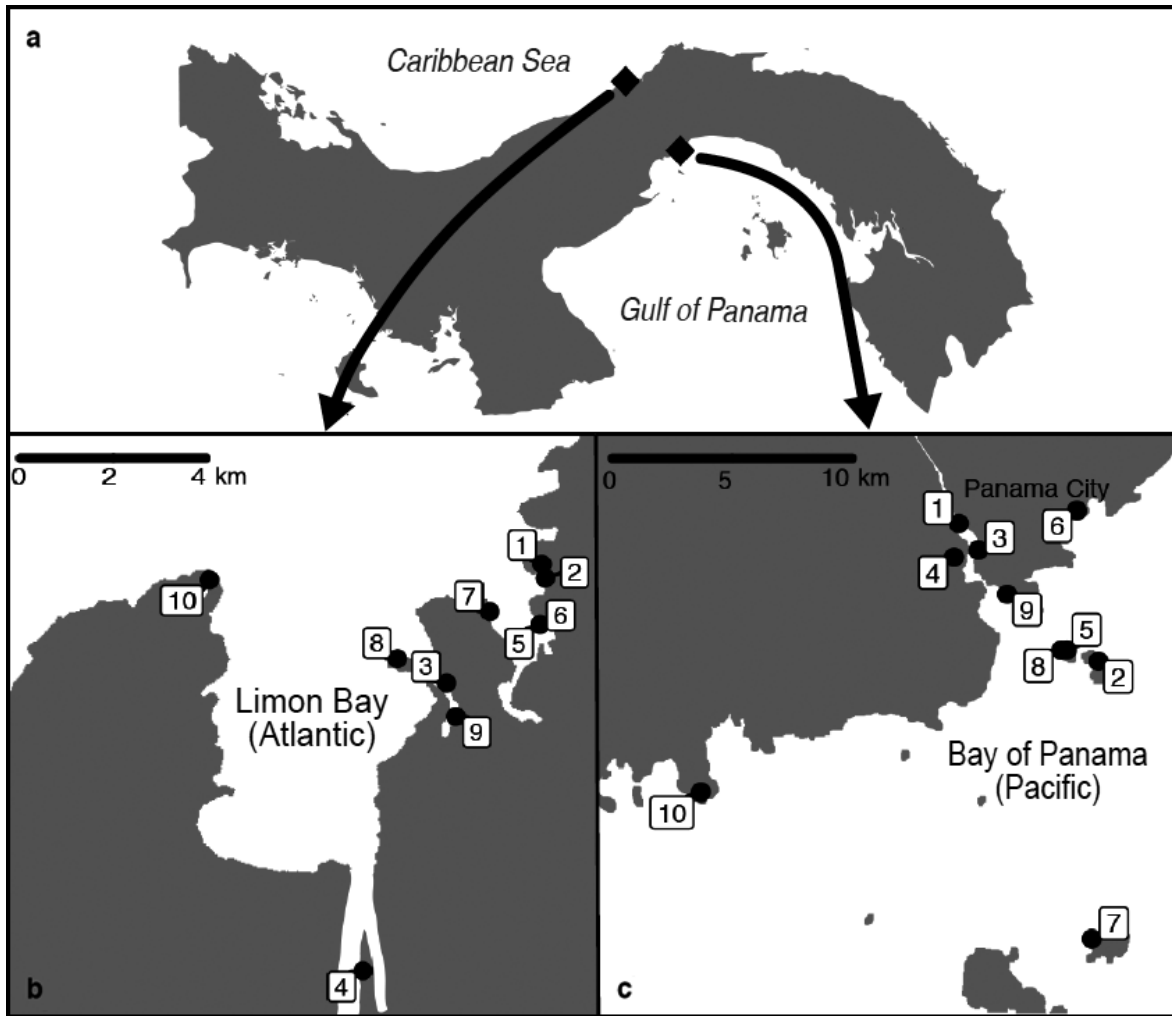 a
Caribbean Sea
Gulf of Panama
0 2 4 km
1
2
10
7
6
5
8
3
Limon Bay
(Atlantic)
9
4
b
0 5 10 km
Panama City
1
6
3
4
9
5
8
2
Bay of Panama
(Pacific)
10
7
c